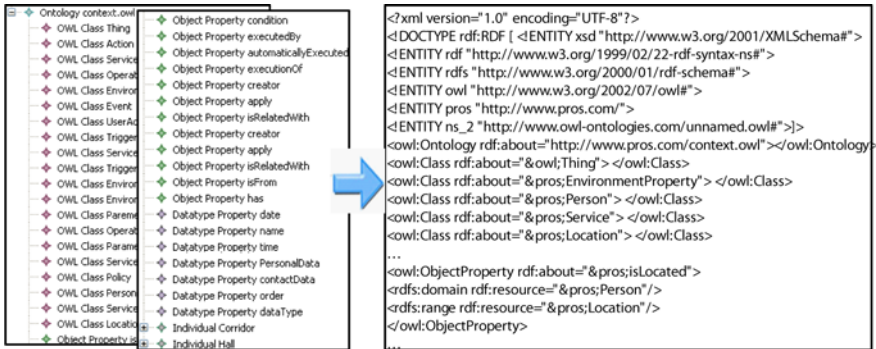 Ontology context.owl
OWL Class Thing
OWL Class Action
OWL Class Service
OWL Class Operat
OWL Class Environ
OWL Class Event
OWL Class UserAc
OWL Class Trigger
OWL Class Service
OWL Class Trigger
OWL Class Environ
OWL Class Environ
OWL Class Pareme
OWL Class Operat
OWL Class Parame
OWL Class Service
OWL Class Policy
OWL Class Person
OWL Class Service
OWL Class Locatio
Object Property is
Object Property condition
Object Property executedBy
Object Property automaticallyExecuted
Object Property executionOf
Object Property creator
Object Property apply
Object Property isRelatedWith
Object Property creator
Object Property apply
Object Property isRelatedWith
Object Property isFrom
Object Property has
Datatype Property date
Datatype Property name
Datatype Property time
Datatype Property PersonalData
Datatype Property contactData
Datatype Property order
Datatype Property dataType
Individual Corridor
Individual Hall
<?xml version="1.0" encoding="UTF-8"?>
<!DOCTYPE rdf:RDF [ <!ENTITY xsd "http://www.w3.org/2001/XMLSchema#">
<!ENTITY rdf "http://www.w3.org/1999/02/22-rdf-syntax-ns#">
<!ENTITY rdfs "http://www.w3.org/2000/01/rdf-schema#">
<!ENTITY owl "http://www.w3.org/2002/07/owl#">
<!ENTITY pros "http://www.pros.com/">
<!ENTITY ns_2 "http://www.owl-ontologies.com/unnamed.owl#">]>
<owl:Ontology rdf:about="http://www.pros.com/context.owl"></owl:Ontology>
<owl:Class rdf:about="&owl;Thing"> </owl:Class>
<owl:Class rdf:about="&pros;EnvironmentProperty"> </owl:Class>
<owl:Class rdf:about="&pros;Person"> </owl:Class>
<owl:Class rdf:about="&pros;Service"> </owl:Class>
<owl:Class rdf:about="&pros;Location"> </owl:Class>
...
<owl:ObjectProperty rdf:about="&pros;isLocated">
<rdfs:domain rdf:resource="&pros;Person"/>
<rdfs:range rdf:resource="&pros;Location"/>
</owl:ObjectProperty>
...